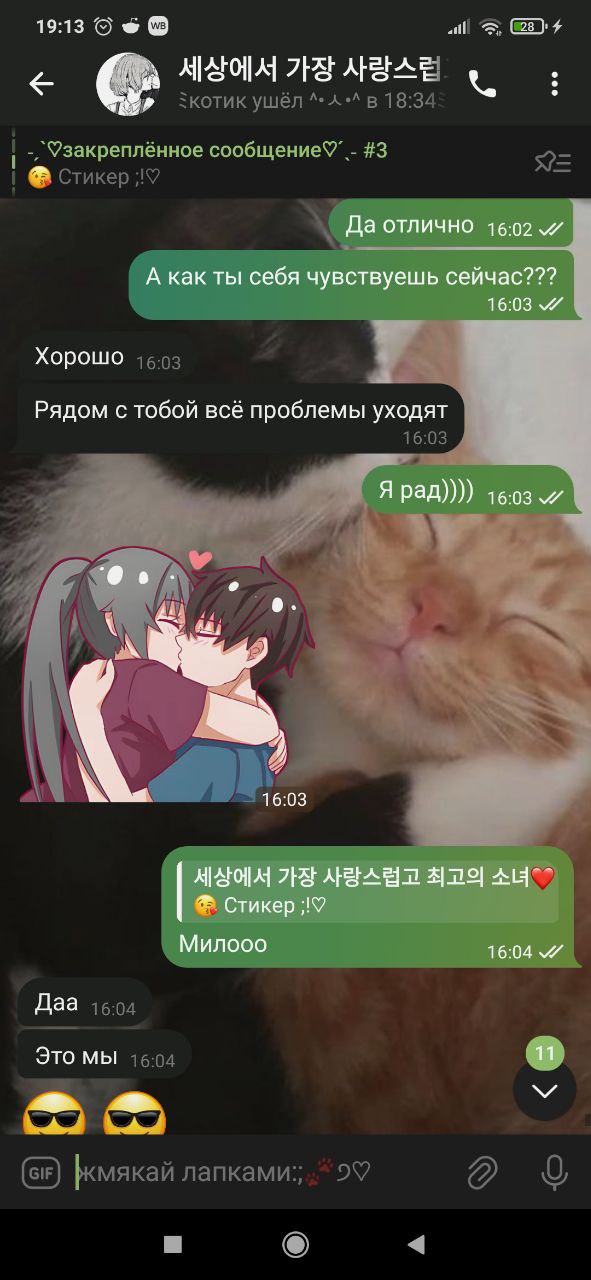 19:13 WB 28
세상에서 가장 사랑스럽
ꞈкотик ушёл ^•ㅅ•^ в 18:34
-ˏˋ♡закреплённое сообщение♡ˊˎ- #3
😘 Стикер ;!♡
Да отлично 16:02
А как ты себя чувствуешь сейчас???
16:03
Хорошо 16:03
Рядом с тобой всё проблемы уходят
16:03
Я рад)))) 16:03
16:03
세상에서 가장 사랑스럽고 최고의 소녀❤️
😘 Стикер ;!♡
Милооо 16:04
Даа 16:04
Это мы 16:04
11
😎 😎
GIF жмякай лапками:;🐾੭♡